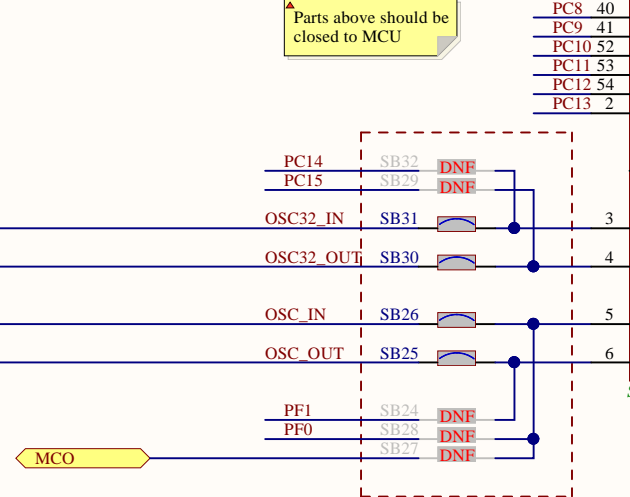 Parts above should be
closed to MCU
PC8 40
PC9 41
PC10 52
PC11 53
PC12 54
PC13 2
PC14 SB32 DNF
PC15 SB29 DNF
OSC32_IN SB31 3
OSC32_OUT SB30 4
OSC_IN SB26 5
OSC_OUT SB25 6
PF1 SB24 DNF
PF0 SB28 DNF
MCO SB27 DNF